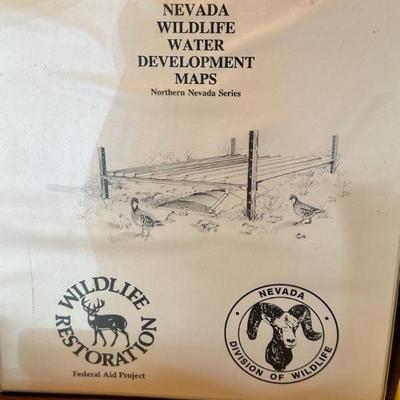 NEVADA
WILDLIFE
WATER
DEVELOPMENT
MAPS
Northern Nevada Series
WILDLIFE
RESTORATION
Federal Aid Project
NEVADA
DIVISION OF WILDLIFE